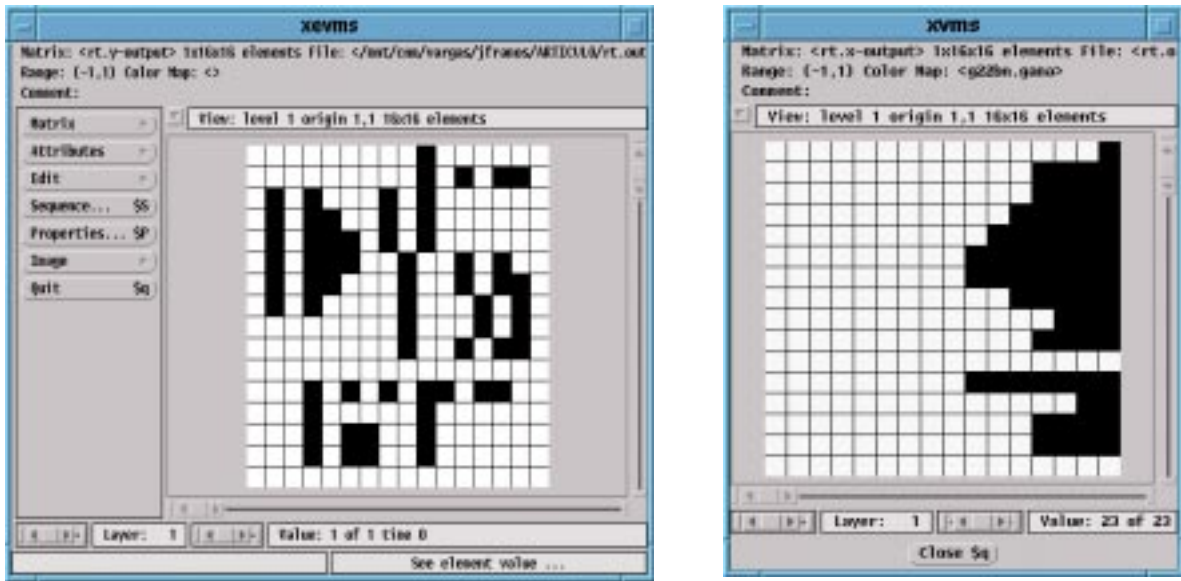 xevms
Matrix: <rt.y-output> 1x16x16 elements File: </mnt/cnm/vargas/jframes/ARTICULO/rt.out
Range: (-1,1) Color Map: <>
Comment:
Matrix
Attributes
Edit
Sequence... $S
Properties... $P
Image
Quit $q
View: level 1 origin 1,1 16x16 elements
Layer: 1
Value: 1 of 1 time 0
See element value ...
xvms
Matrix: <rt.x-output> 1x16x16 elements File: <rt.o
Range: (-1,1) Color Map: <g22bn.gama>
Comment:
View: level 1 origin 1,1 16x16 elements
Layer: 1
Value: 23 of 23
Close $q